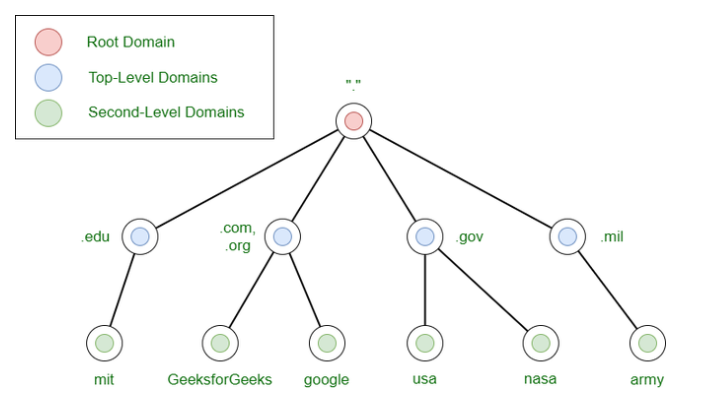 Root Domain
Top-Level Domains
Second-Level Domains
"."
.edu
.com,
.org
.gov
.mil
mit
GeeksforGeeks
google
usa
nasa
army